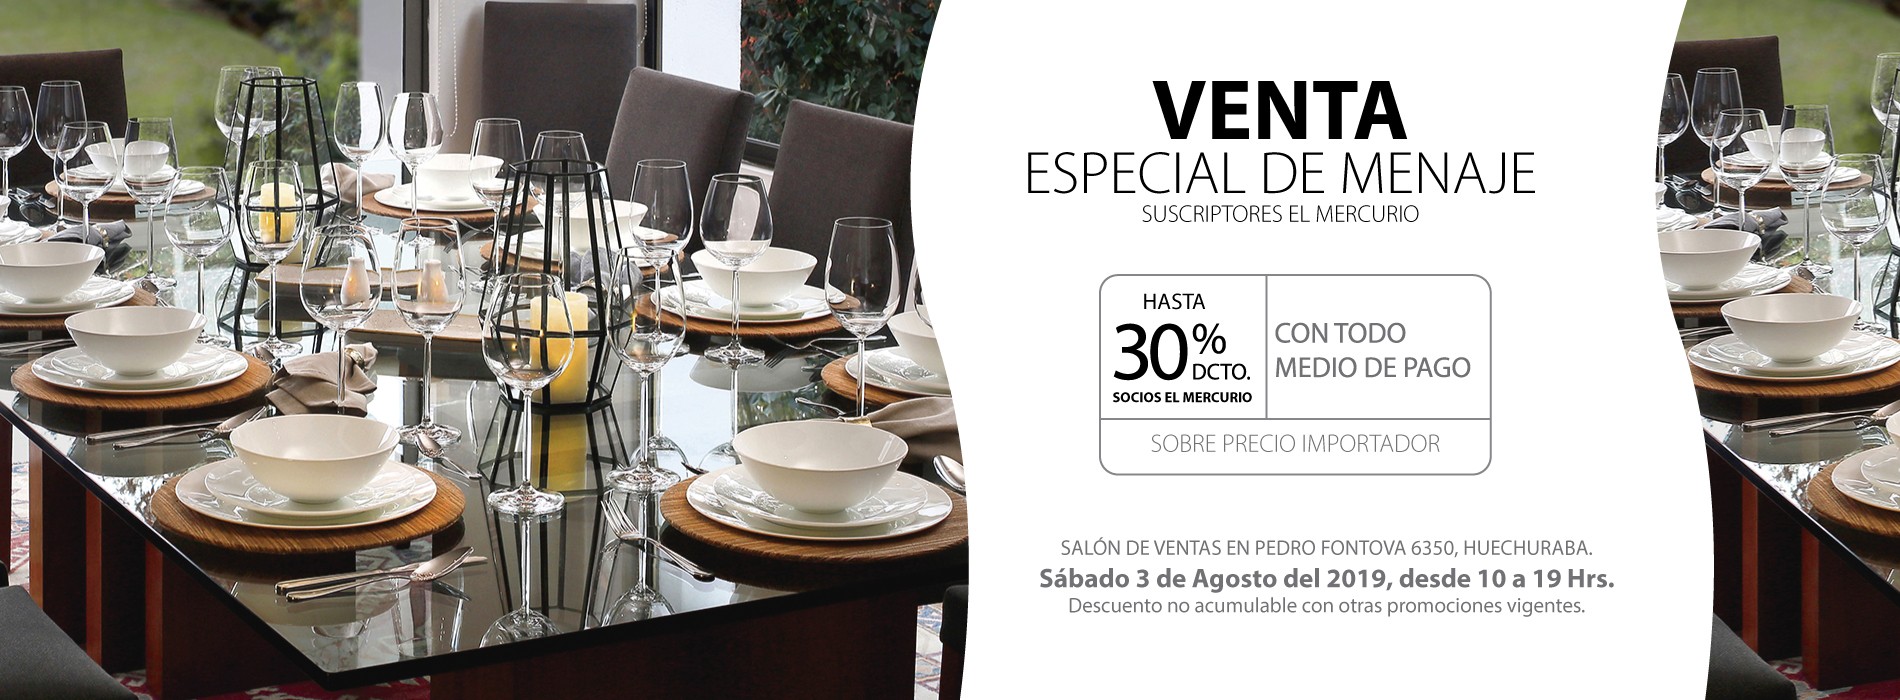 VENTA
ESPECIAL DE MENAJE
SUSCRIPTORES EL MERCURIO
HASTA
30%
DCTO.
SOCIOS EL MERCURIO
CON TODO
MEDIO DE PAGO
SOBRE PRECIO IMPORTADOR
SALÓN DE VENTAS EN PEDRO FONTOVA 6350, HUECHURABA.
Sábado 3 de Agosto del 2019, desde 10 a 19 Hrs.
Descuento no acumulable con otras promociones vigentes.